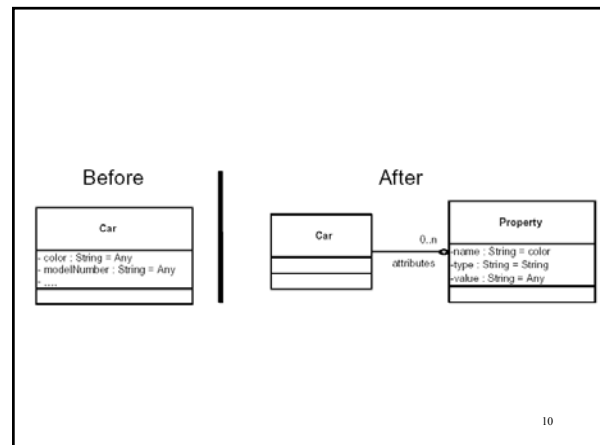 Before
After
Car
- color : String = Any
- modelNumber : String = Any
- ....
Car
0..n
attributes
Property
-name : String = color
-type : String = String
-value : String = Any
10